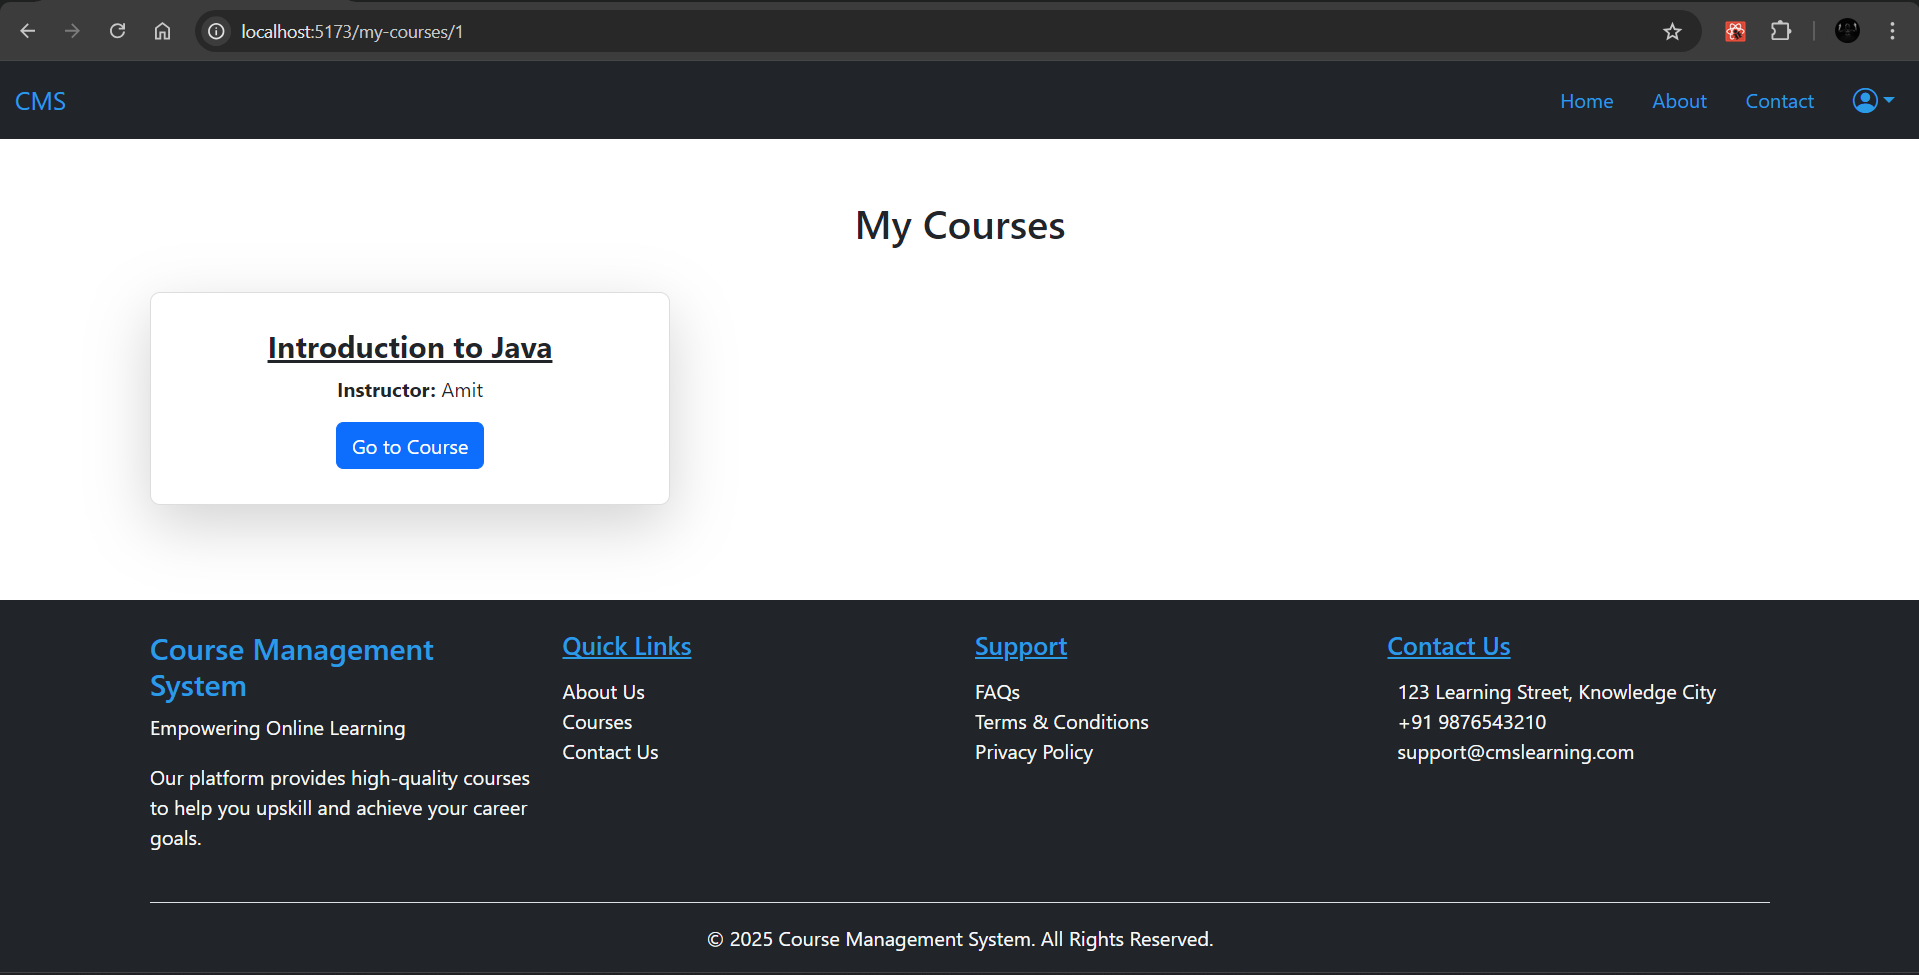 localhost:5173/my-courses/1
CMS
Home About Contact
My Courses
Introduction to Java
Instructor: Amit
Go to Course
Course Management
System
Empowering Online Learning
Our platform provides high-quality courses
to help you upskill and achieve your career
goals.
Quick Links
About Us
Courses
Contact Us
Support
FAQs
Terms & Conditions
Privacy Policy
Contact Us
123 Learning Street, Knowledge City
+91 9876543210
support@cmslearning.com
© 2025 Course Management System. All Rights Reserved.